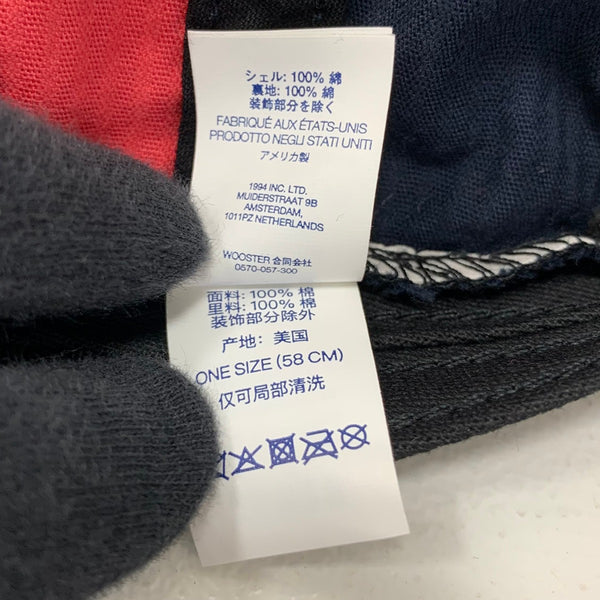 シェル: 100% 綿
裏地: 100% 綿
装飾部分を除く
FABRIQUÉ AUX ÉTATS-UNIS
PRODOTTO NEGLI STATI UNITI
アメリカ製
1994 INC. LTD.
MUIDERSTRAAT 9B
AMSTERDAM,
1011PZ NETHERLANDS
WOOSTER 合同会社
0570-057-300
面料: 100% 棉
里料: 100% 棉
装饰部分除外
产地: 美国
ONE SIZE (58 CM)
仅可局部清洗